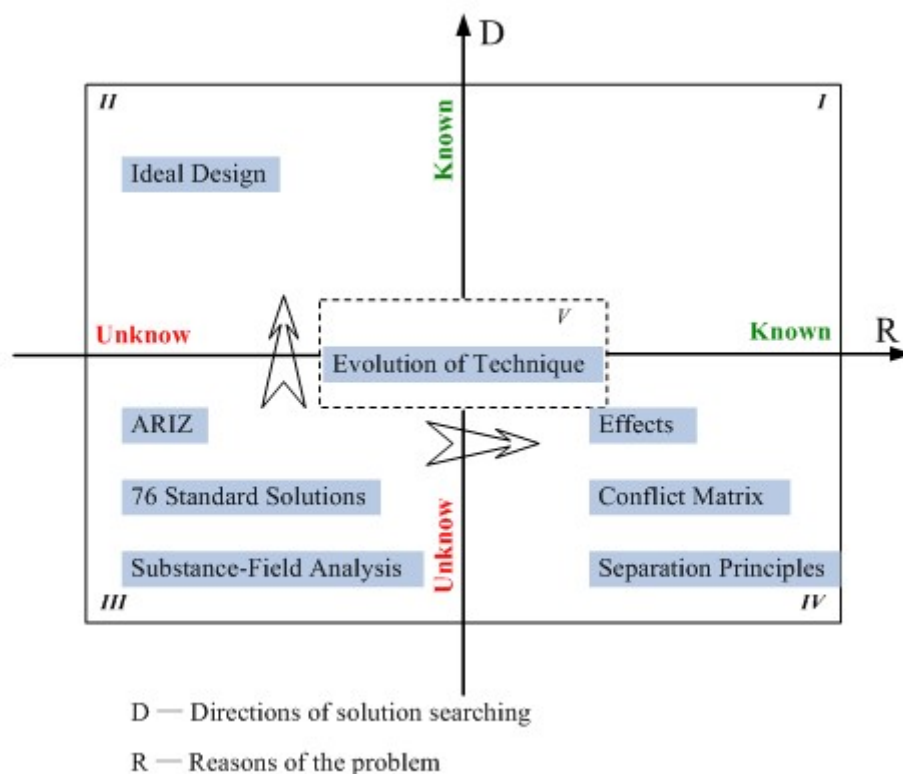 D
II
I
Known
Ideal Design
V
Unknow
Known
R
Evolution of Technique
ARIZ
Effects
76 Standard Solutions
Conflict Matrix
Unknow
Substance-Field Analysis
Separation Principles
III
IV
D — Directions of solution searching
R — Reasons of the problem